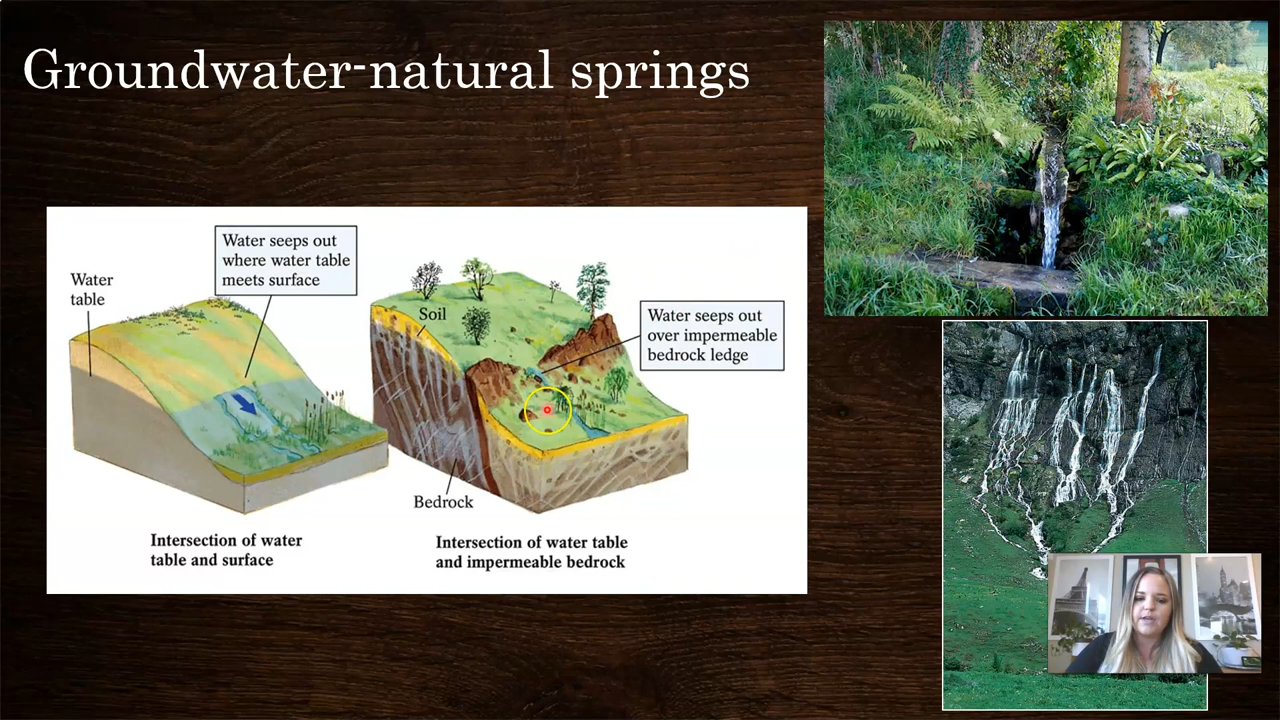 Groundwater-natural springs
Water seeps out
where water table
meets surface
Water
table
Soil
Water seeps out
over impermeable
bedrock ledge
Bedrock
Intersection of water
table and surface
Intersection of water table
and impermeable bedrock